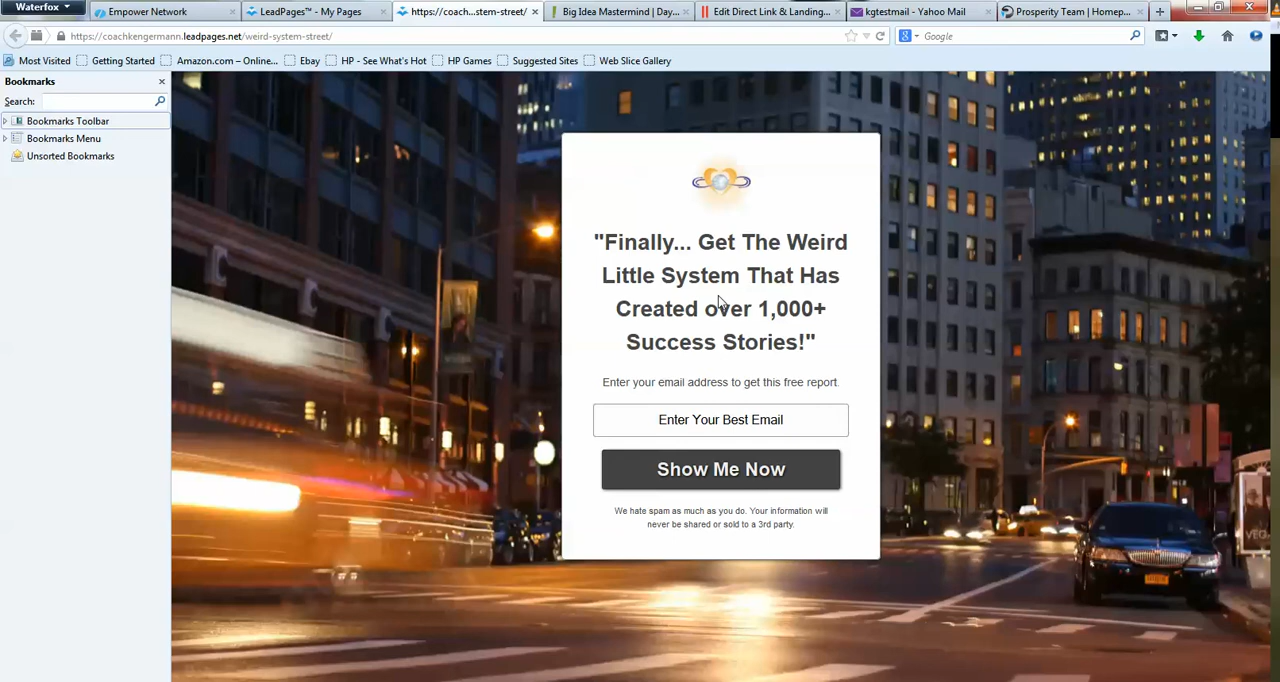 Waterfox
Empower Network
LeadPages™ - My Pages
https://coach...stem-street/
Big Idea Mastermind | Day...
Edit Direct Link & Landing...
kgtestmail - Yahoo Mail
Prosperity Team | Homep...
https://coachkengermann.leadpages.net/weird-system-street/
Google
Most Visited
Getting Started
Amazon.com – Online...
Ebay
HP - See What's Hot
HP Games
Suggested Sites
Web Slice Gallery
Bookmarks
Search:
Bookmarks Toolbar
Bookmarks Menu
Unsorted Bookmarks
"Finally... Get The Weird
Little System That Has
Created over 1,000+
Success Stories!"
Enter your email address to get this free report.
Enter Your Best Email
Show Me Now
We hate spam as much as you do. Your information will
never be shared or sold to a 3rd party.